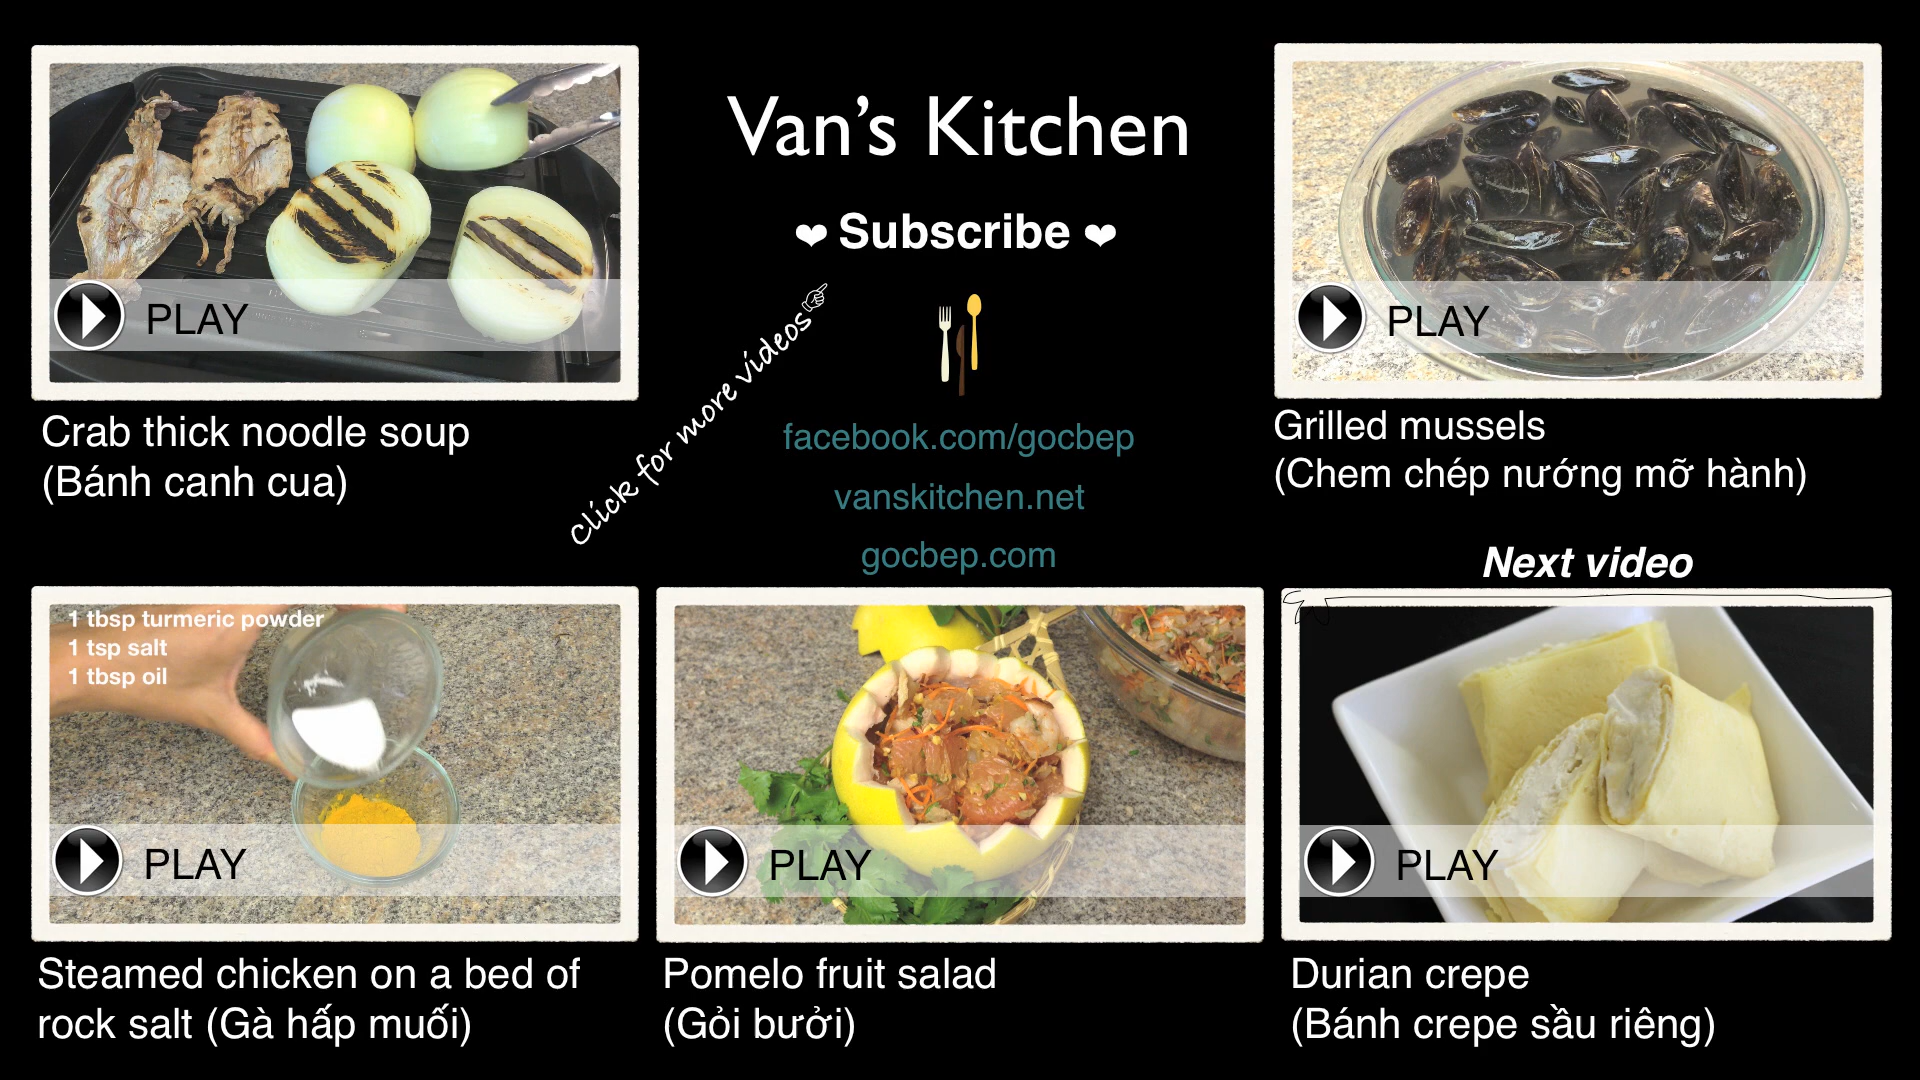 Van's Kitchen
❤ Subscribe ❤
Click for more videos
facebook.com/gocbep
vanskitchen.net
gocbep.com
PLAY
Crab thick noodle soup
(Bánh canh cua)
PLAY
Grilled mussels
(Chem chép nướng mỡ hành)
1 tbsp turmeric powder
1 tsp salt
1 tbsp oil
PLAY
Steamed chicken on a bed of
rock salt (Gà hấp muối)
PLAY
Pomelo fruit salad
(Gỏi bưởi)
Next video
PLAY
Durian crepe
(Bánh crepe sầu riêng)